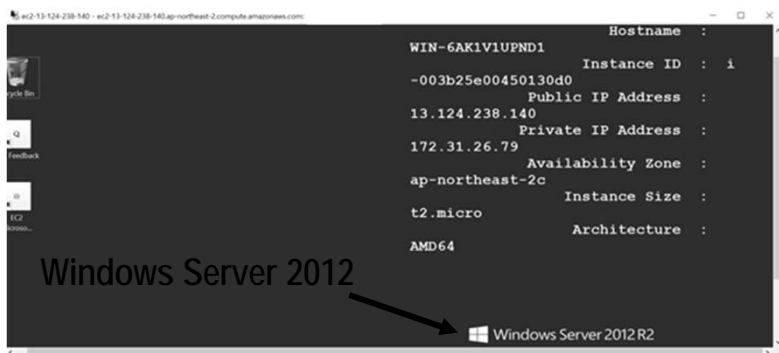 ec2-13-124-238-140 - ec2-13-124-238-140.ap-northeast-2.compute.amazonaws.com:
Hostname :
WIN-6AK1V1UPND1
Instance ID : i
-003b25e00450130d0
Public IP Address :
13.124.238.140
Private IP Address :
172.31.26.79
Availability Zone :
ap-northeast-2c
Instance Size :
t2.micro
Architecture :
AMD64
cycle Bin
Feedback
EC2
icroso...
Windows Server 2012
Windows Server 2012 R2